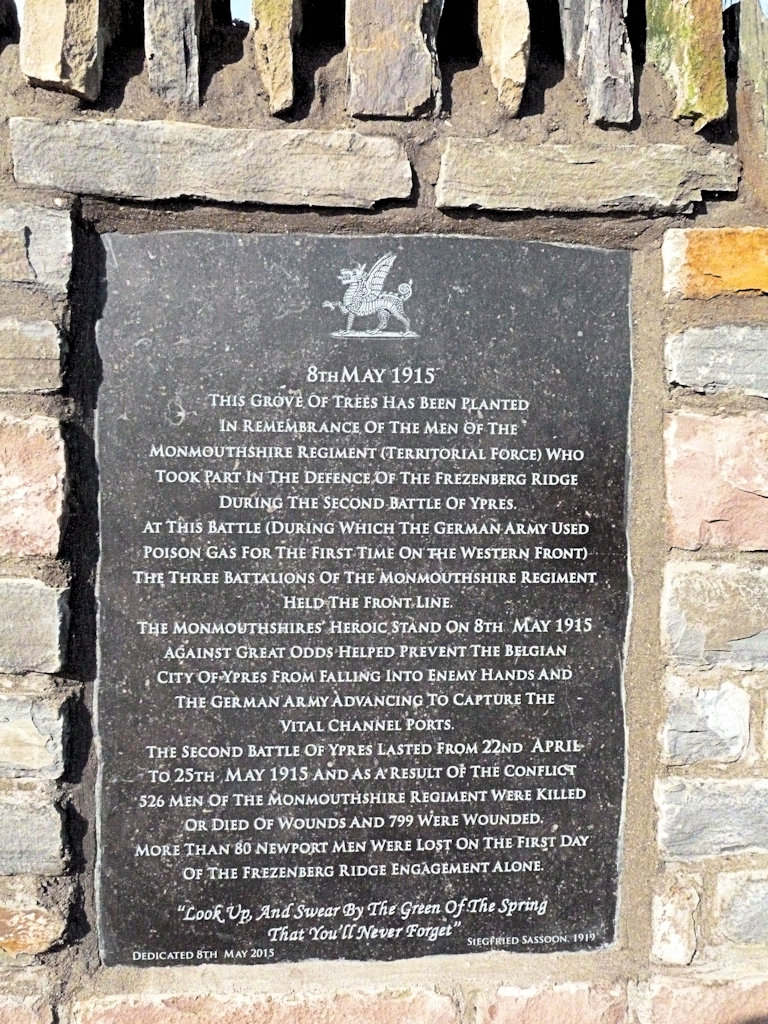 8TH MAY 1915
THIS GROVE OF TREES HAS BEEN PLANTED
IN REMEMBRANCE OF THE MEN OF THE
MONMOUTHSHIRE REGIMENT (TERRITORIAL FORCE) WHO
TOOK PART IN THE DEFENCE OF THE FREZENBERG RIDGE
DURING THE SECOND BATTLE OF YPRES.
AT THIS BATTLE (DURING WHICH THE GERMAN ARMY USED
POISON GAS FOR THE FIRST TIME ON THE WESTERN FRONT)
THE THREE BATTALIONS OF THE MONMOUTHSHIRE REGIMENT
HELD THE FRONT LINE.
THE MONMOUTHSHIRES' HEROIC STAND ON 8TH MAY 1915
AGAINST GREAT ODDS HELPED PREVENT THE BELGIAN
CITY OF YPRES FROM FALLING INTO ENEMY HANDS AND
THE GERMAN ARMY ADVANCING TO CAPTURE THE
VITAL CHANNEL PORTS.
THE SECOND BATTLE OF YPRES LASTED FROM 22ND APRIL
TO 25TH MAY 1915 AND AS A RESULT OF THE CONFLICT
526 MEN OF THE MONMOUTHSHIRE REGIMENT WERE KILLED
OR DIED OF WOUNDS AND 799 WERE WOUNDED.
MORE THAN 80 NEWPORT MEN WERE LOST ON THE FIRST DAY
OF THE FREZENBERG RIDGE ENGAGEMENT ALONE.
"Look Up, And Swear By The Green Of The Spring
That You'll Never Forget"
SIEGFRIED SASSOON, 1919
DEDICATED 8TH MAY 2015